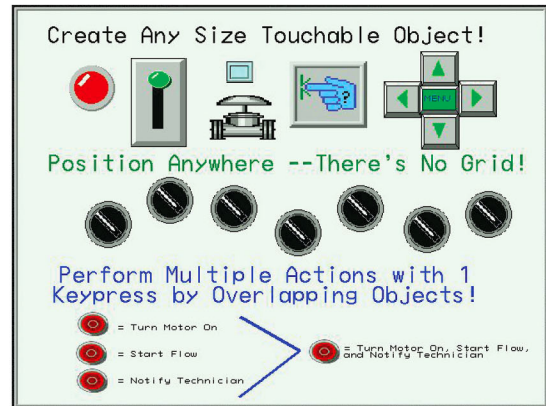 Create Any Size Touchable Object!
?
MENU
Position Anywhere --There's No Grid!
Perform Multiple Actions with 1
Keypress by Overlapping Objects!
= Turn Motor On
= Start Flow
= Notify Technician
= Turn Motor On, Start Flow,
and Notify Technician